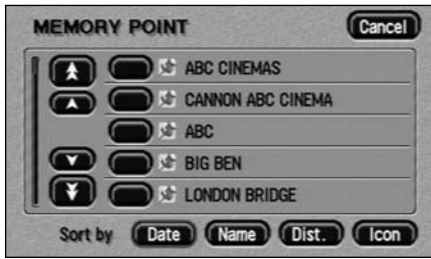 MEMORY POINT
Cancel
ABC CINEMAS
CANNON ABC CINEMA
ABC
BIG BEN
LONDON BRIDGE
Sort by Date Name Dist. Icon